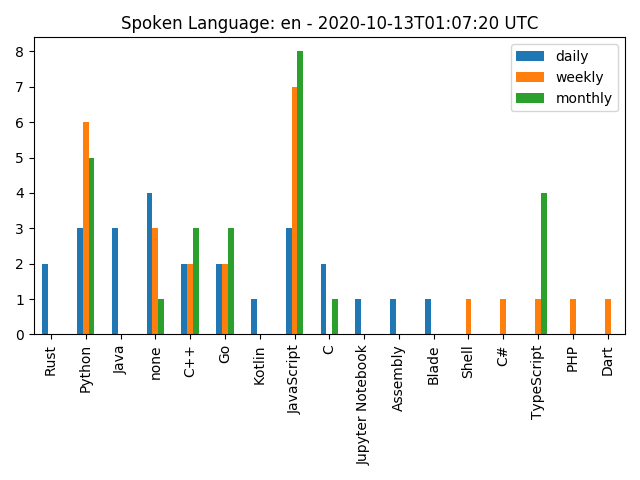 Spoken Language: en - 2020-10-13T01:07:20 UTC
daily
weekly
monthly
8
7
6
5
4
3
2
1
0
Rust
Python
Java
none
C++
Go
Kotlin
JavaScript
C
Jupyter Notebook
Assembly
Blade
Shell
C#
TypeScript
PHP
Dart